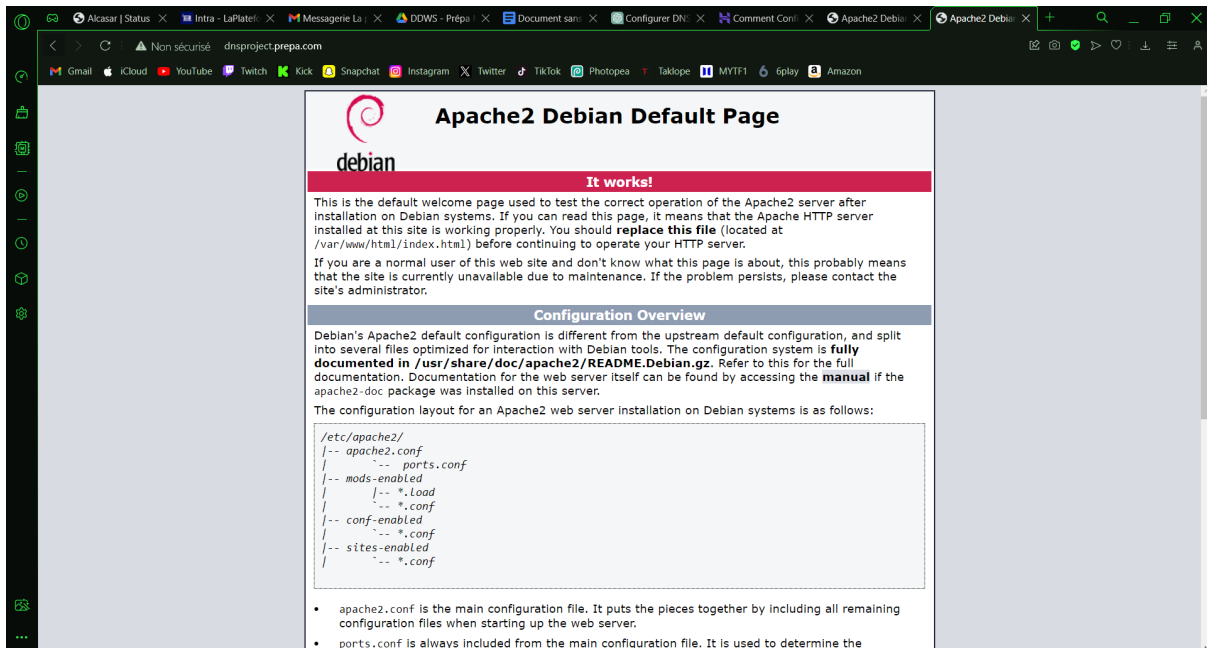 Alcasar | Status
Intra - LaPlatef
Messagerie La
DDWS - Prépa
Document sans
Configurer DNS
Comment Confi
Apache2 Debian
Apache2 Debian
Non sécurisé dnsproject.prepa.com
Gmail iCloud YouTube Twitch Kick Snapchat Instagram Twitter TikTok Photopea Taklope MYTF1 6play Amazon
Apache2 Debian Default Page
debian
It works!
This is the default welcome page used to test the correct operation of the Apache2 server after
installation on Debian systems. If you can read this page, it means that the Apache HTTP server
installed at this site is working properly. You should replace this file (located at
/var/www/html/index.html) before continuing to operate your HTTP server.
If you are a normal user of this web site and don't know what this page is about, this probably means
that the site is currently unavailable due to maintenance. If the problem persists, please contact the
site's administrator.
Configuration Overview
Debian's Apache2 default configuration is different from the upstream default configuration, and split
into several files optimized for interaction with Debian tools. The configuration system is fully
documented in /usr/share/doc/apache2/README.Debian.gz. Refer to this for the full
documentation. Documentation for the web server itself can be found by accessing the manual if the
apache2-doc package was installed on this server.
The configuration layout for an Apache2 web server installation on Debian systems is as follows:
/etc/apache2/
|-- apache2.conf
|       `--  ports.conf
|-- mods-enabled
|       |-- *.load
|       `-- *.conf
|-- conf-enabled
|       `-- *.conf
|-- sites-enabled
|       `-- *.conf
• apache2.conf is the main configuration file. It puts the pieces together by including all remaining
configuration files when starting up the web server.
• ports.conf is always included from the main configuration file. It is used to determine the